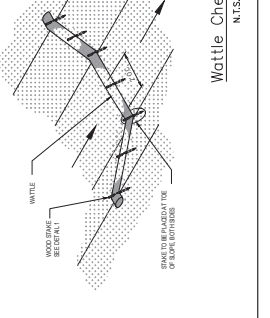 WATTLE
WOOD STAKE
SEE DETAIL 1
STAKE TO BE PLACED AT TOE
OF SLOPE, BOTH SIDES
Wattle Che
N.T.S.